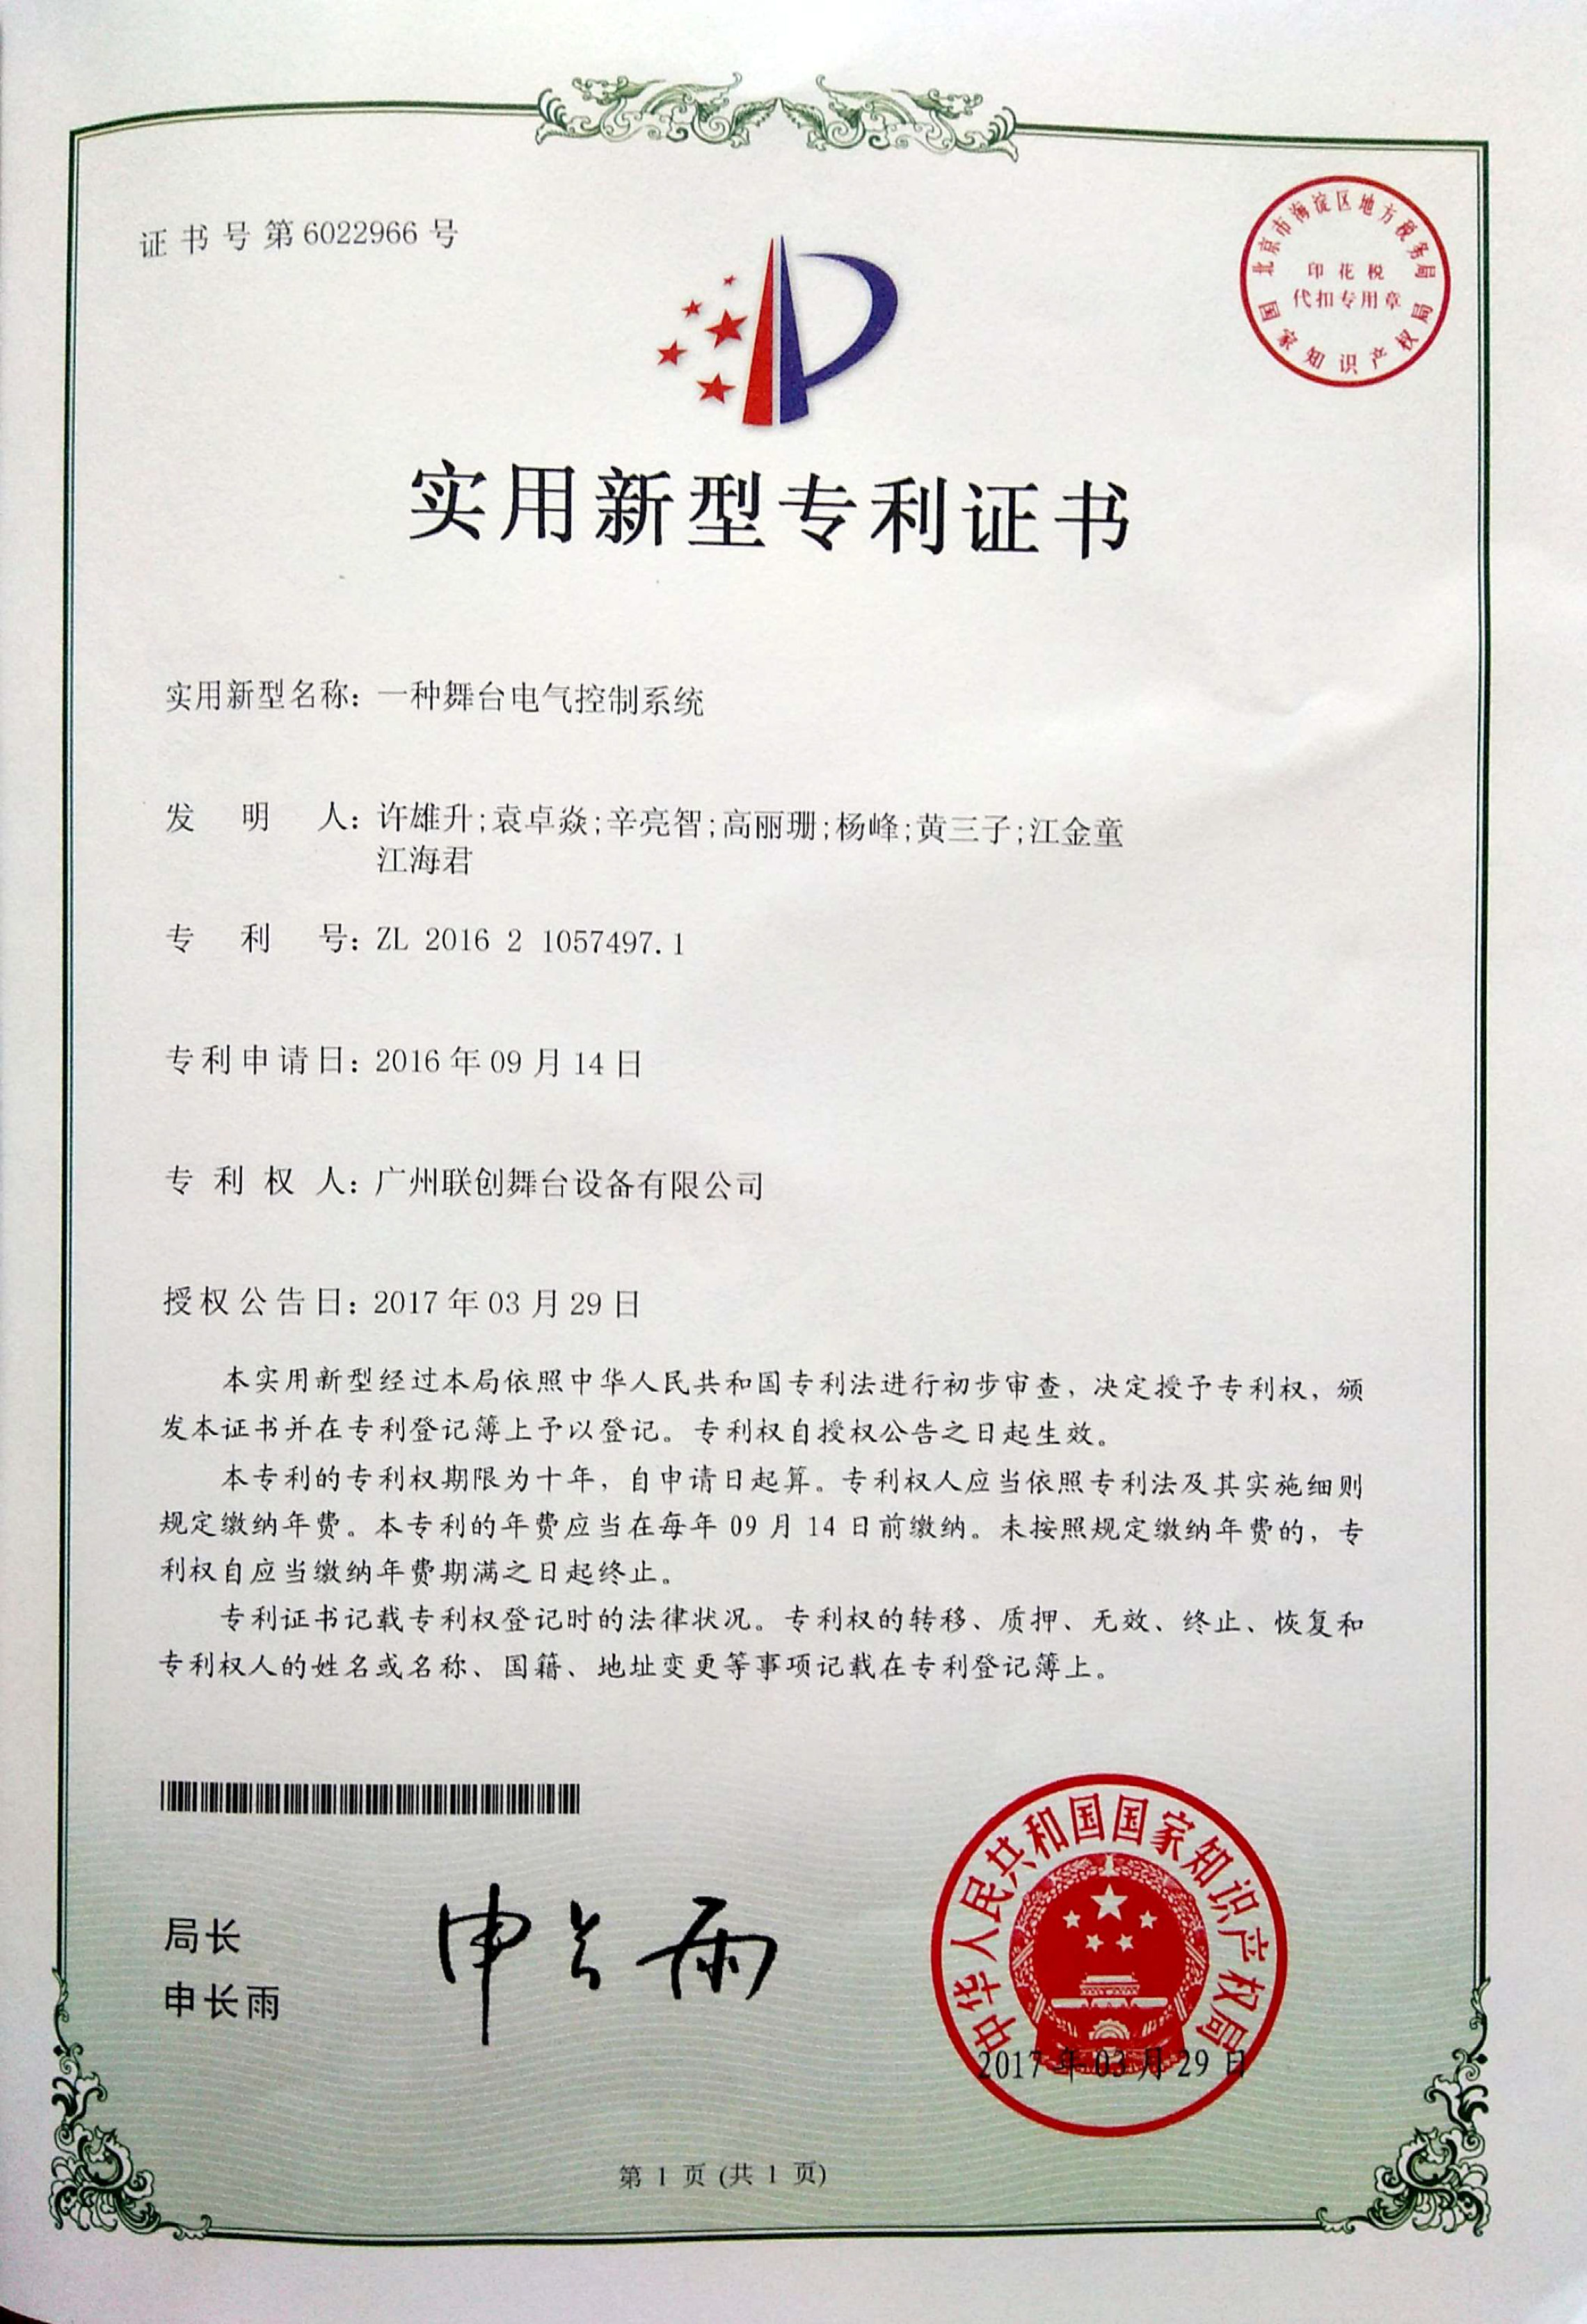 证书号第6022966号
北京市海淀区地方税务局
印花税
代扣专用章
国家知识产权局
实用新型专利证书
实用新型名称：一种舞台电气控制系统
发明人：许雄升;袁卓焱;辛亮智;高丽珊;杨峰;黄三子;江金童
江海君
专利号：ZL 2016 2 1057497.1
专利申请日：2016年09月14日
专利权人：广州联创舞台设备有限公司
授权公告日：2017年03月29日
本实用新型经过本局依照中华人民共和国专利法进行初步审查，决定授予专利权，颁
发本证书并在专利登记簿上予以登记。专利权自授权公告之日起生效。
本专利的专利权期限为十年，自申请日起算。专利权人应当依照专利法及其实施细则
规定缴纳年费。本专利的年费应当在每年09月14日前缴纳。未按照规定缴纳年费的，专
利权自应当缴纳年费期满之日起终止。
专利证书记载专利权登记时的法律状况。专利权的转移、质押、无效、终止、恢复和
专利权人的姓名或名称、国籍、地址变更等事项记载在专利登记簿上。
局长
申长雨
申长雨
中华人民共和国国家知识产权局
2017年03月29日
第1页(共1页)